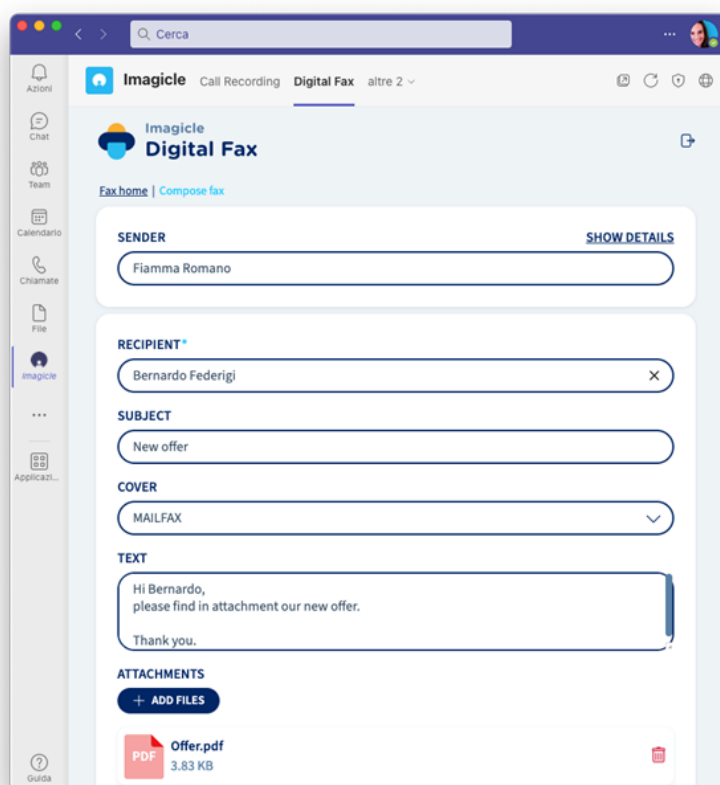 Cerca
Azioni
Chat
Team
Calendario
Chiamate
File
Imagicle
Applicazi...
Guida
Imagicle Call Recording Digital Fax altre 2
Imagicle
Digital Fax
Fax home | Compose fax
SENDER SHOW DETAILS
Fiamma Romano
RECIPIENT*
Bernardo Federigi
SUBJECT
New offer
COVER
MAILFAX
TEXT
Hi Bernardo,
please find in attachment our new offer.
Thank you.
ATTACHMENTS
+ ADD FILES
PDF
Offer.pdf
3.83 KB